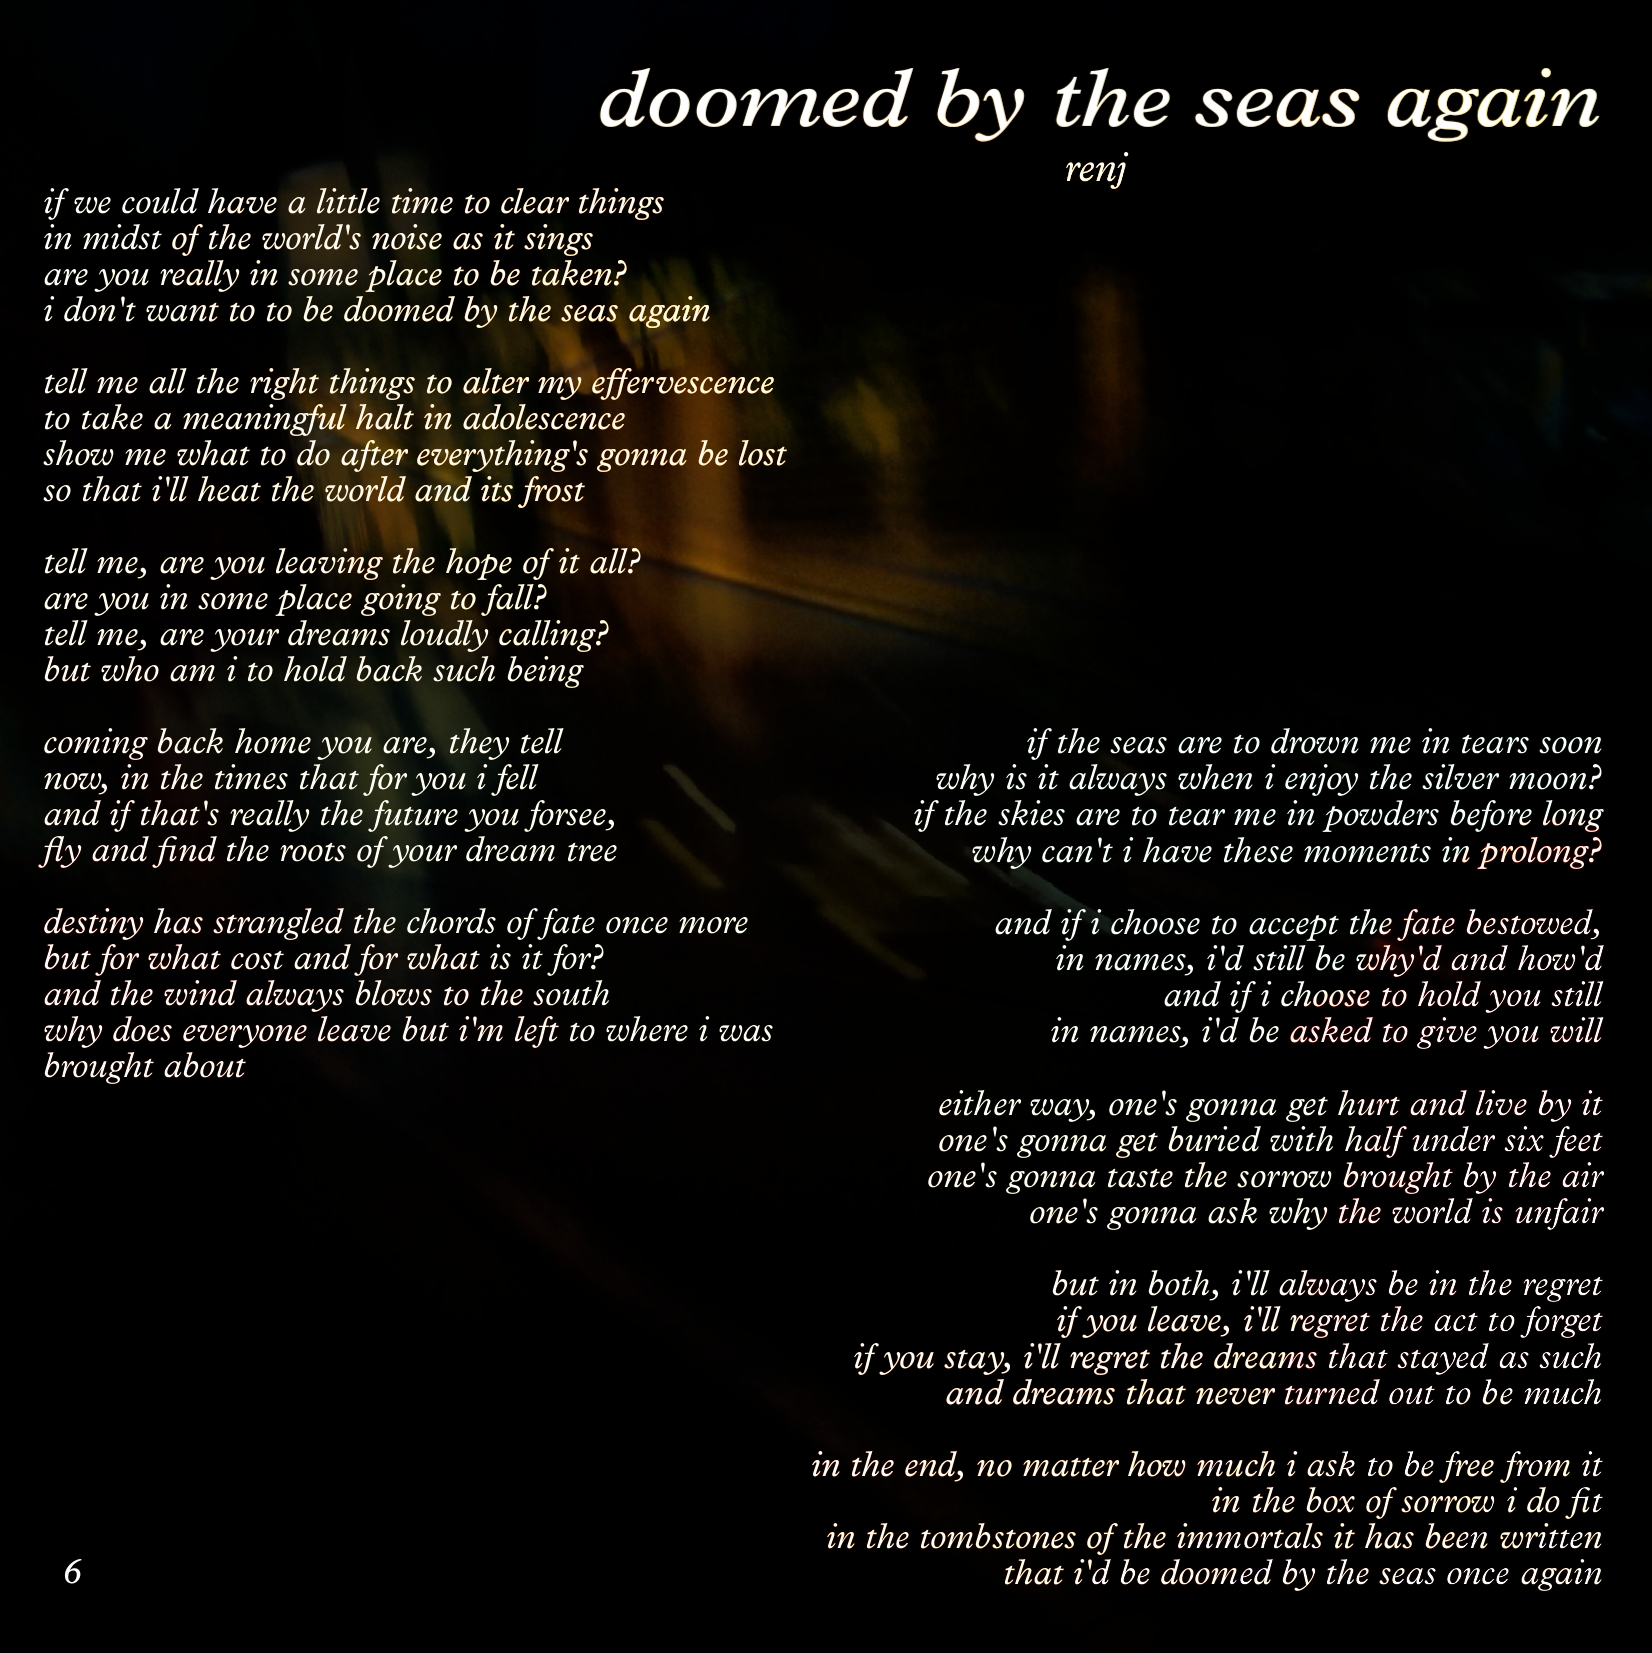 doomed by the seas again
renj
if we could have a little time to clear things
in midst of the world's noise as it sings
are you really in some place to be taken?
i don't want to to be doomed by the seas again
tell me all the right things to alter my effervescence
to take a meaningful halt in adolescence
show me what to do after everything's gonna be lost
so that i'll heat the world and its frost
tell me, are you leaving the hope of it all?
are you in some place going to fall?
tell me, are your dreams loudly calling?
but who am i to hold back such being
coming back home you are, they tell
now, in the times that for you i fell
and if that's really the future you forsee,
fly and find the roots of your dream tree
destiny has strangled the chords of fate once more
but for what cost and for what is it for?
and the wind always blows to the south
why does everyone leave but i'm left to where i was
brought about
if the seas are to drown me in tears soon
why is it always when i enjoy the silver moon?
if the skies are to tear me in powders before long
why can't i have these moments in prolong?
and if i choose to accept the fate bestowed,
in names, i'd still be why'd and how'd
and if i choose to hold you still
in names, i'd be asked to give you will
either way, one's gonna get hurt and live by it
one's gonna get buried with half under six feet
one's gonna taste the sorrow brought by the air
one's gonna ask why the world is unfair
but in both, i'll always be in the regret
if you leave, i'll regret the act to forget
if you stay, i'll regret the dreams that stayed as such
and dreams that never turned out to be much
in the end, no matter how much i ask to be free from it
in the box of sorrow i do fit
in the tombstones of the immortals it has been written
that i'd be doomed by the seas once again
6